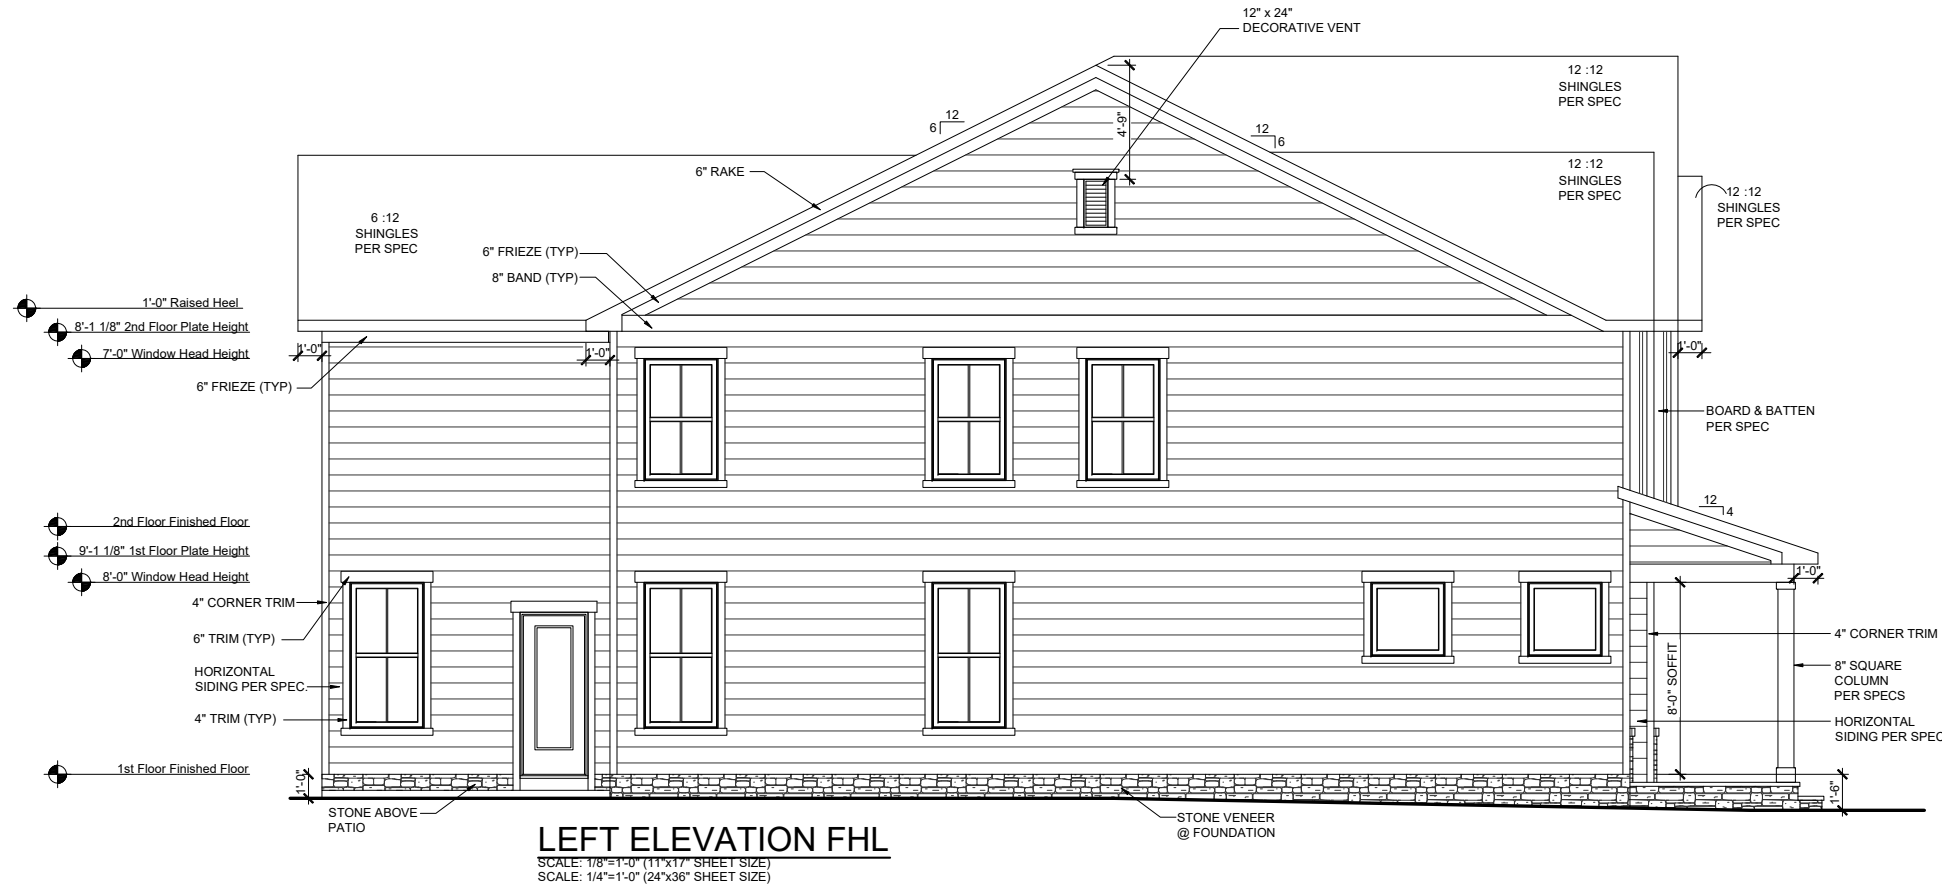 12" x 24"
DECORATIVE VENT
12 :12
SHINGLES
PER SPEC
12
6
4'-9"
12
6
12 :12
SHINGLES
PER SPEC
6" RAKE
12 :12
SHINGLES
PER SPEC
6 :12
SHINGLES
PER SPEC
6" FRIEZE (TYP)
8" BAND (TYP)
1'-0" Raised Heel
8'-1 1/8" 2nd Floor Plate Height
7'-0" Window Head Height
1'-0"
1'-0"
1'-0"
6" FRIEZE (TYP)
BOARD & BATTEN
PER SPEC
12
4
2nd Floor Finished Floor
9'-1 1/8" 1st Floor Plate Height
8'-0" Window Head Height
1'-0"
4" CORNER TRIM
6" TRIM (TYP)
HORIZONTAL
SIDING PER SPEC.
4" TRIM (TYP)
8'-0" SOFFIT
4" CORNER TRIM
8" SQUARE
COLUMN
PER SPECS
HORIZONTAL
SIDING PER SPEC
1st Floor Finished Floor
1'-0"
1'-6"
STONE ABOVE
PATIO
STONE VENEER
@ FOUNDATION
LEFT ELEVATION FHL
SCALE: 1/8"=1'-0" (11"x17" SHEET SIZE)
SCALE: 1/4"=1'-0" (24"x36" SHEET SIZE)